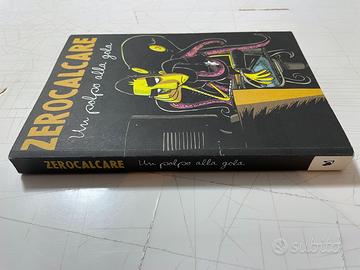 ZEROCALCARE
Un polpo alla gola
ZEROCALCARE Un polpo alla gola
subito